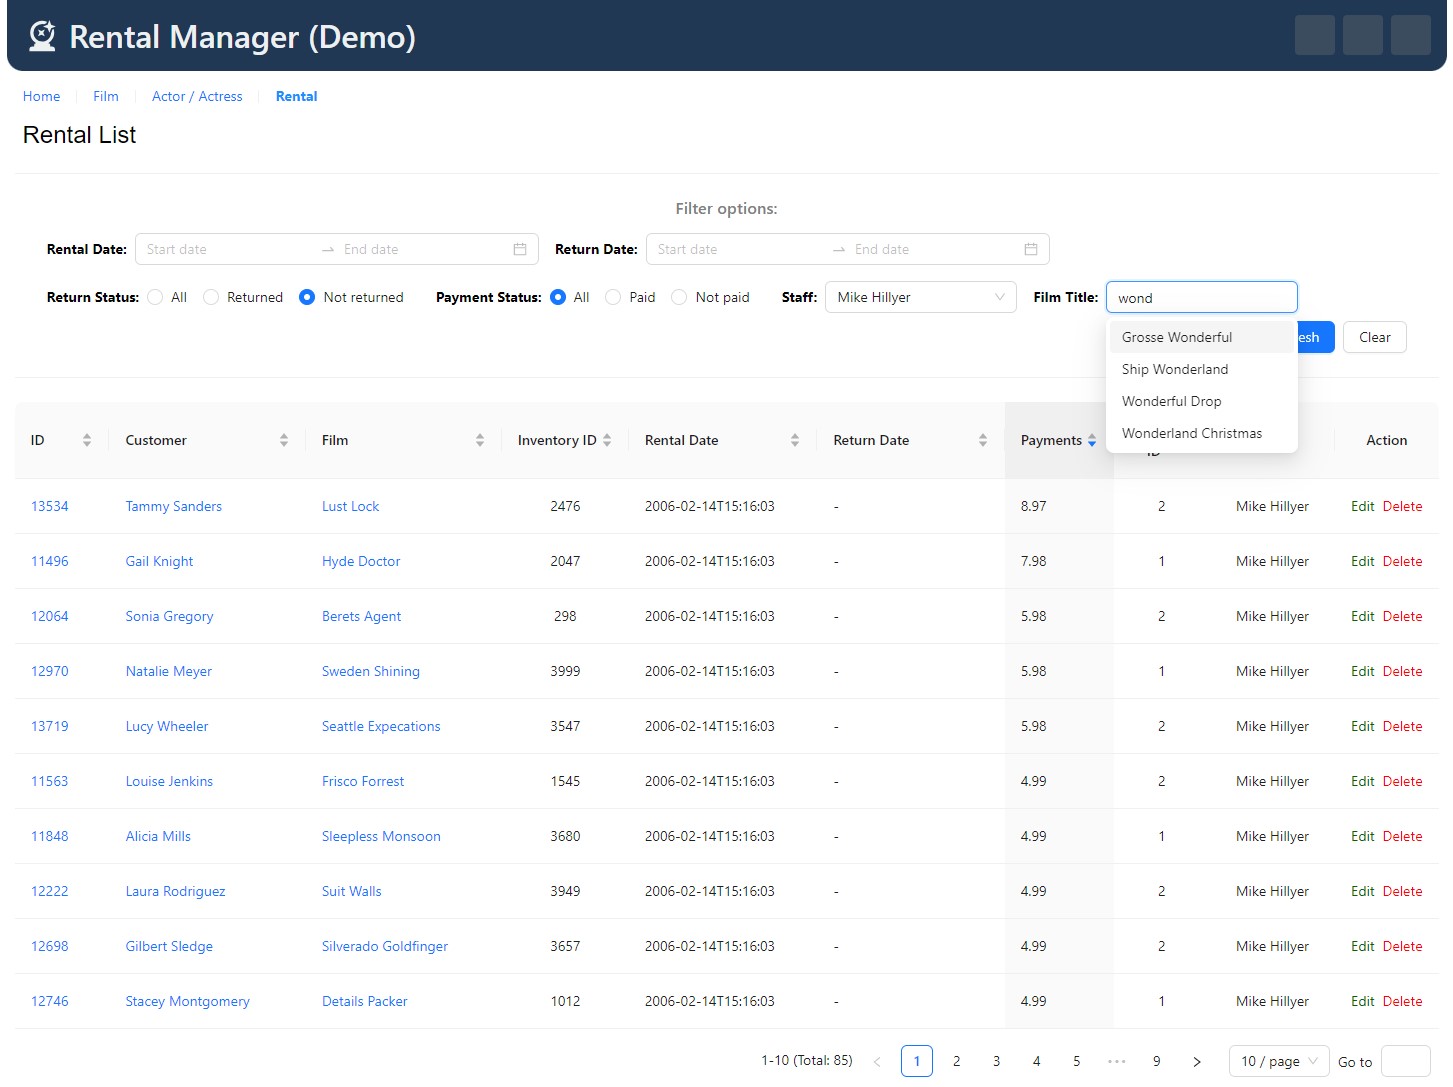 Rental Manager (Demo)
Home Film Actor / Actress Rental
Rental List
Filter options:
Rental Date: Start date End date Return Date: Start date End date
Return Status: All Returned Not returned Payment Status: All Paid Not paid Staff: Mike Hillyer Film Title: wond
Grosse Wonderful esh Clear
Ship Wonderland
Wonderful Drop
Wonderland Christmas
ID Customer Film Inventory ID Rental Date Return Date Payments Action
ID
13534 Tammy Sanders Lust Lock 2476 2006-02-14T15:16:03 - 8.97 2 Mike Hillyer Edit Delete
11496 Gail Knight Hyde Doctor 2047 2006-02-14T15:16:03 - 7.98 1 Mike Hillyer Edit Delete
12064 Sonia Gregory Berets Agent 298 2006-02-14T15:16:03 - 5.98 2 Mike Hillyer Edit Delete
12970 Natalie Meyer Sweden Shining 3999 2006-02-14T15:16:03 - 5.98 1 Mike Hillyer Edit Delete
13719 Lucy Wheeler Seattle Expecations 3547 2006-02-14T15:16:03 - 5.98 2 Mike Hillyer Edit Delete
11563 Louise Jenkins Frisco Forrest 1545 2006-02-14T15:16:03 - 4.99 2 Mike Hillyer Edit Delete
11848 Alicia Mills Sleepless Monsoon 3680 2006-02-14T15:16:03 - 4.99 1 Mike Hillyer Edit Delete
12222 Laura Rodriguez Suit Walls 3949 2006-02-14T15:16:03 - 4.99 2 Mike Hillyer Edit Delete
12698 Gilbert Sledge Silverado Goldfinger 3657 2006-02-14T15:16:03 - 4.99 2 Mike Hillyer Edit Delete
12746 Stacey Montgomery Details Packer 1012 2006-02-14T15:16:03 - 4.99 1 Mike Hillyer Edit Delete
1-10 (Total: 85) < 1 2 3 4 5 ••• 9 > 10 / page Go to